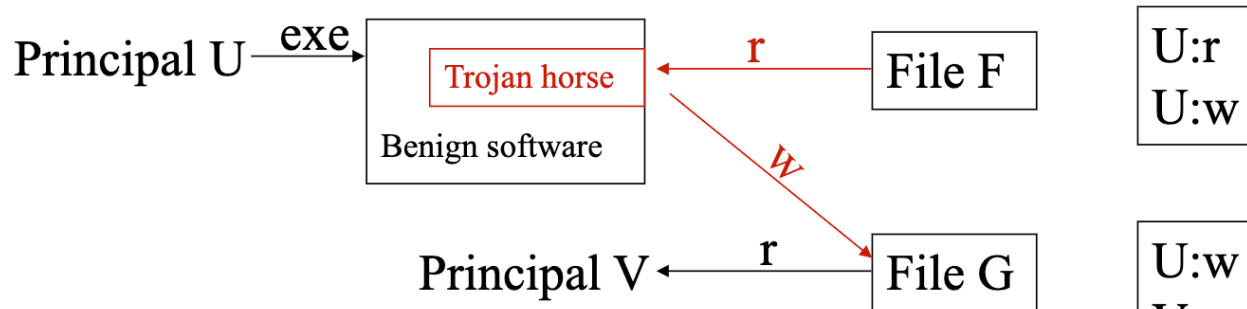 Principal U
exe
Trojan horse
Benign software
r
File F
U:r
U:w
w
Principal V
r
File G
U:w